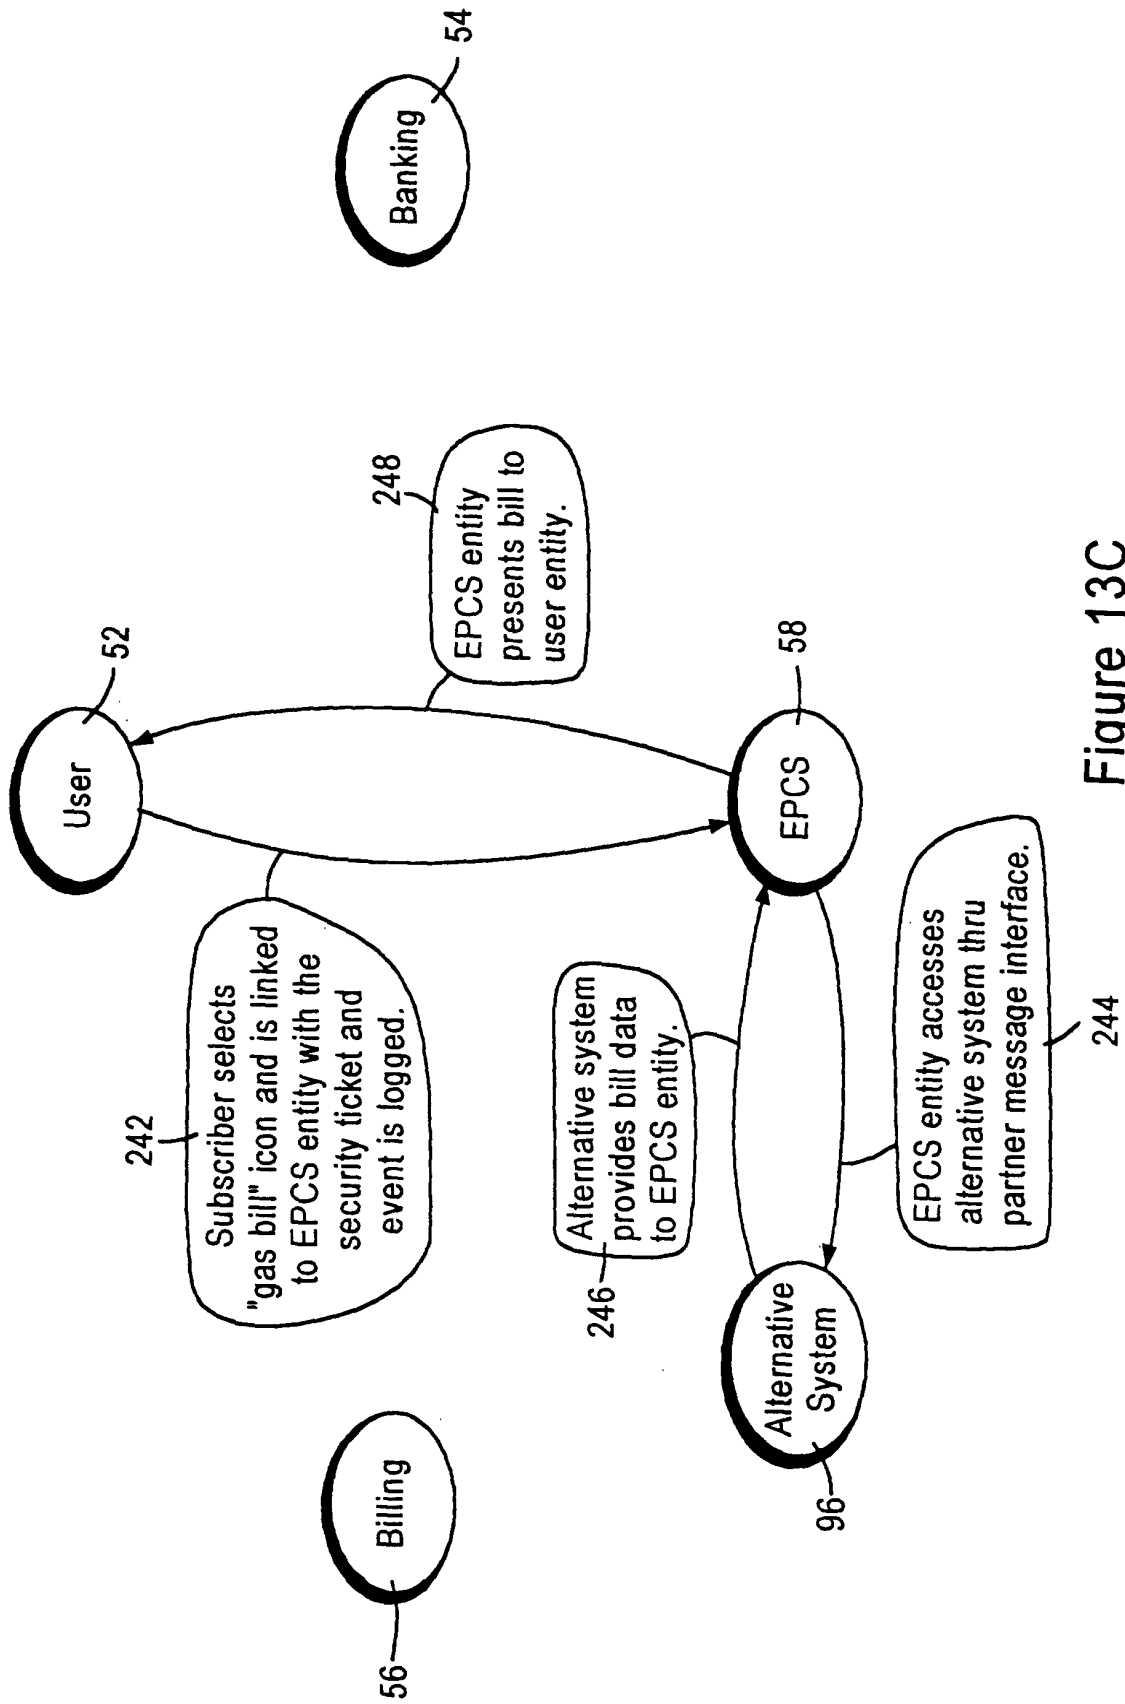 User
52
Banking
54
Billing
56
242
Subscriber selects
"gas bill" icon and is linked
to EPCS entity with the
security ticket and
event is logged.
248
EPCS entity
presents bill to
user entity.
246
Alternative system
provides bill data
to EPCS entity.
EPCS
58
Alternative
System
96
EPCS entity accesses
alternative system thru
partner message interface.
244
Figure 13C